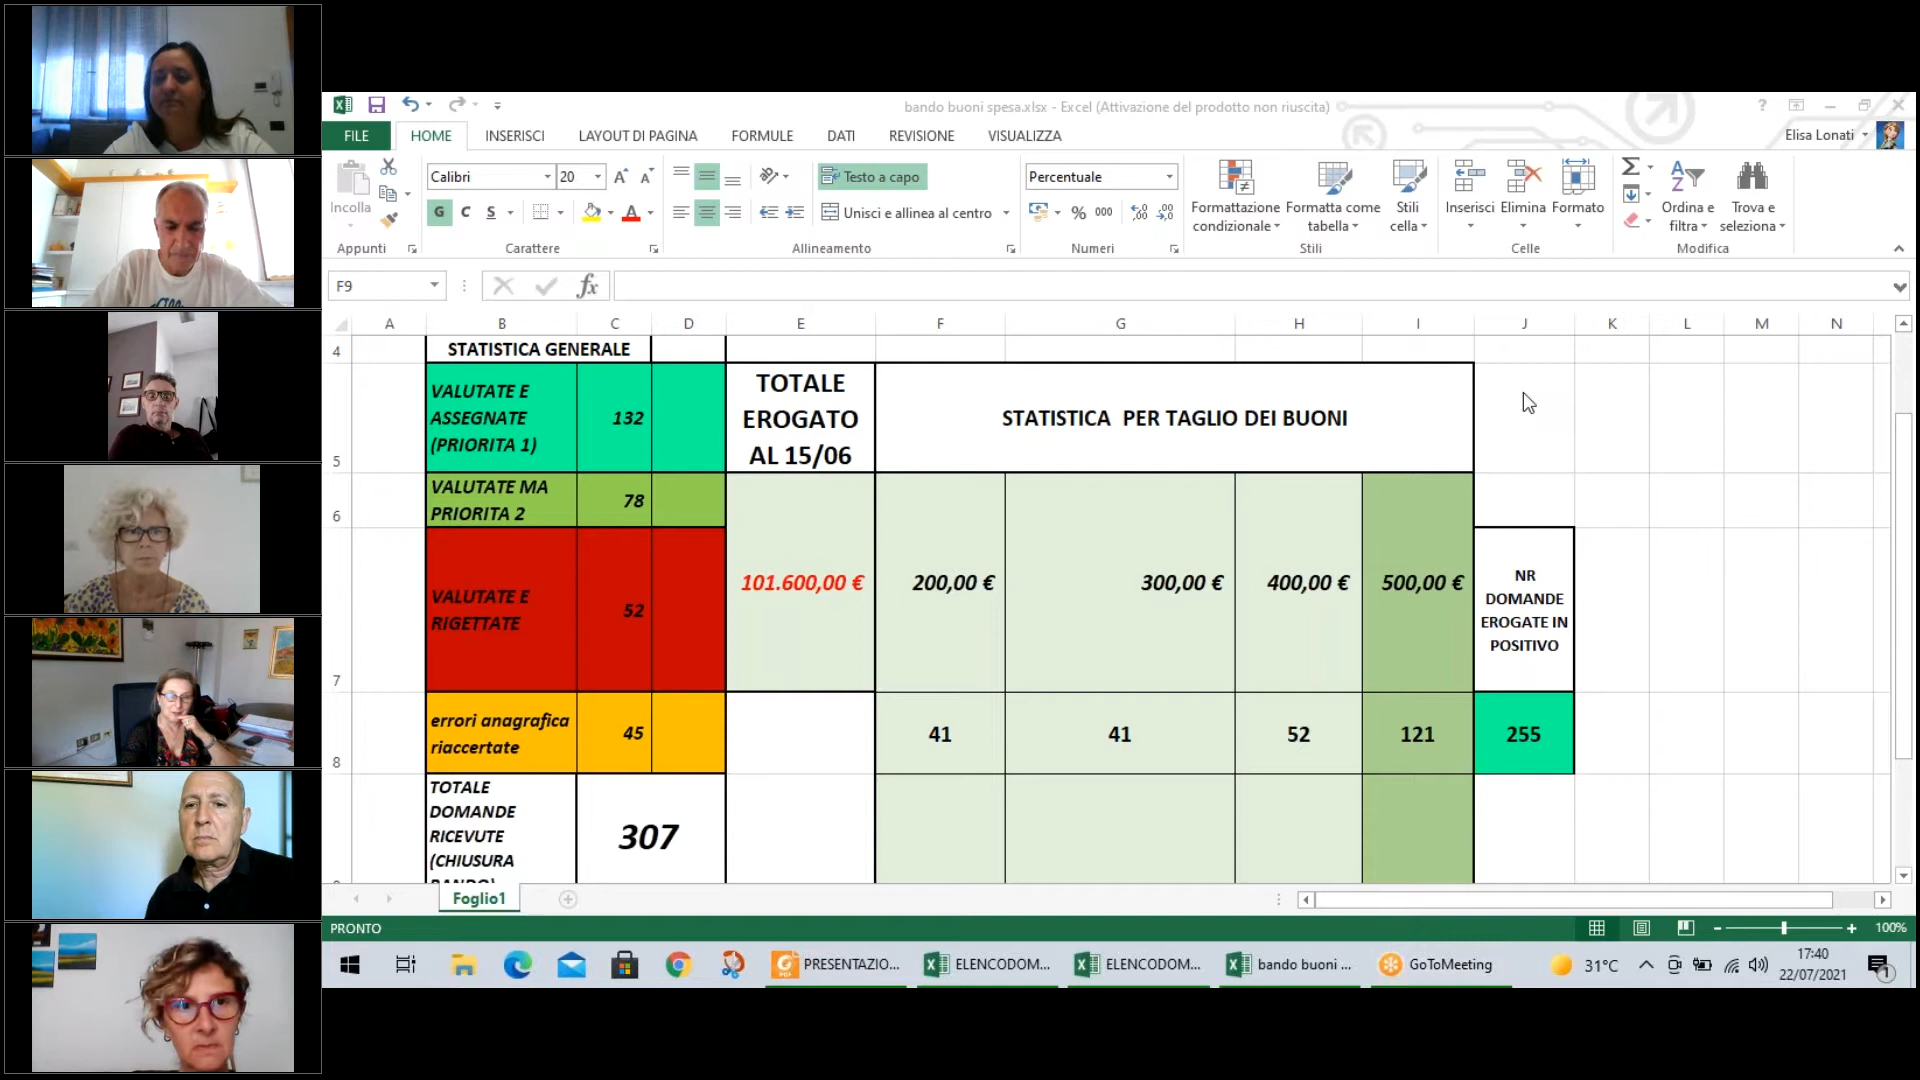 bando buoni spesa.xlsx - Excel (Attivazione del prodotto non riuscita)
?
FILE HOME INSERISCI LAYOUT DI PAGINA FORMULE DATI REVISIONE VISUALIZZA Elisa Lonati
Incolla
Appunti
Calibri 20
G C S
Carattere
Testo a capo
Unisci e allinea al centro
Allineamento
Percentuale
% 000
Numeri
Formattazione condizionale
Formatta come tabella
Stili cella
Stili
Inserisci Elimina Formato
Celle
Ordina e filtra
Trova e seleziona
Modifica
F9
fx
A B C D E F G H I J K L M N
4
STATISTICA GENERALE
5
VALUTATE E
ASSEGNATE
(PRIORITA 1)
132
TOTALE
EROGATO
AL 15/06
STATISTICA PER TAGLIO DEI BUONI
6
VALUTATE MA
PRIORITA 2
78
7
VALUTATE E
RIGETTATE
52
101.600,00 €
200,00 €
300,00 €
400,00 €
500,00 €
NR
DOMANDE
EROGATE IN
POSITIVO
8
errori anagrafica
riaccertate
45
41
41
52
121
255
TOTALE
DOMANDE
RICEVUTE
(CHIUSURA
BANDO)
307
Foglio1
PRONTO
100%
PRESENTAZIO...
ELENCODOM...
ELENCODOM...
bando buoni ...
GoToMeeting
31°C
17:40
22/07/2021
1